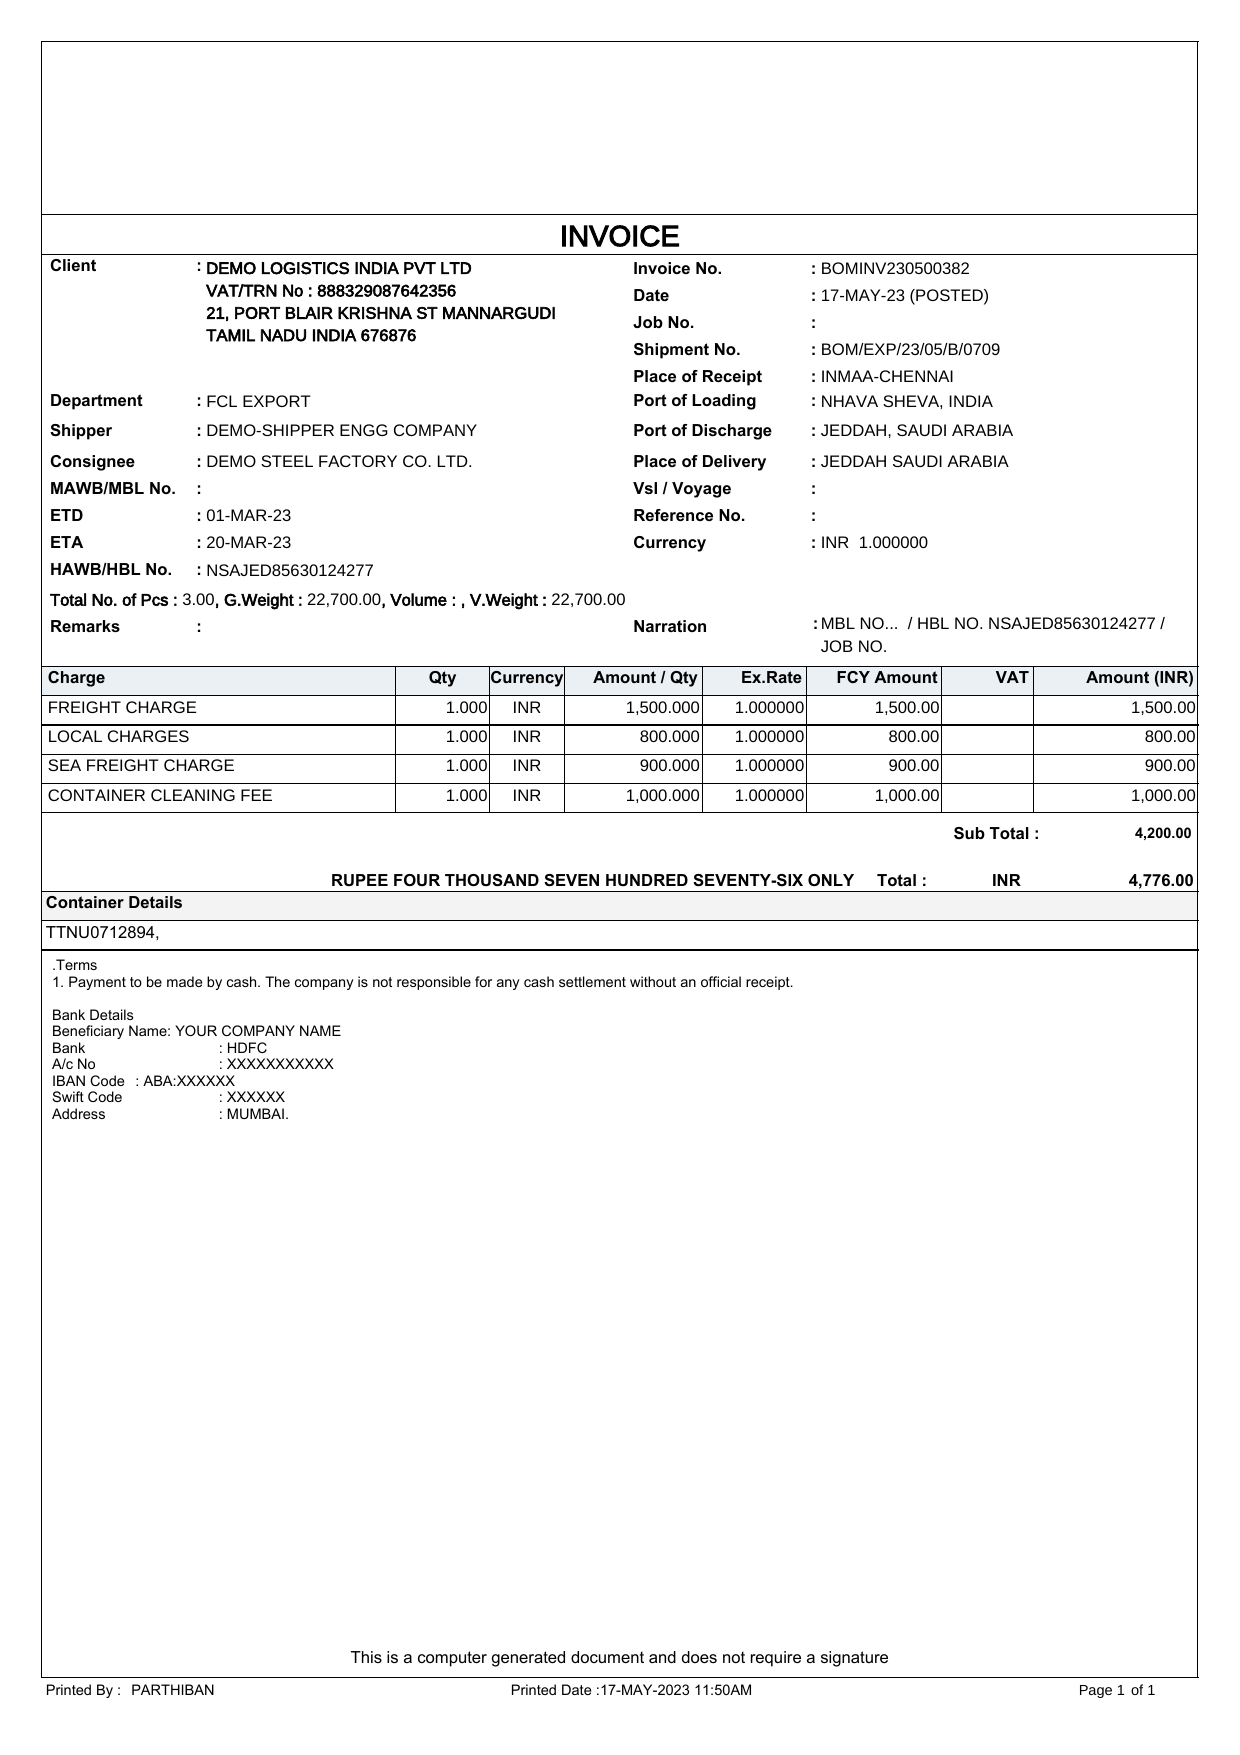 INVOICE
Client : DEMO LOGISTICS INDIA PVT LTD
VAT/TRN No : 888329087642356
21, PORT BLAIR KRISHNA ST MANNARGUDI
TAMIL NADU INDIA 676876
Invoice No. : BOMINV230500382
Date : 17-MAY-23 (POSTED)
Job No. :
Shipment No. : BOM/EXP/23/05/B/0709
Place of Receipt : INMAA-CHENNAI
Department : FCL EXPORT
Port of Loading : NHAVA SHEVA, INDIA
Shipper : DEMO-SHIPPER ENGG COMPANY
Port of Discharge : JEDDAH, SAUDI ARABIA
Consignee : DEMO STEEL FACTORY CO. LTD.
Place of Delivery : JEDDAH SAUDI ARABIA
MAWB/MBL No. :
Vsl / Voyage :
ETD : 01-MAR-23
Reference No. :
ETA : 20-MAR-23
Currency : INR 1.000000
HAWB/HBL No. : NSAJED85630124277
Total No. of Pcs : 3.00, G.Weight : 22,700.00, Volume : , V.Weight : 22,700.00
Remarks :
Narration : MBL NO... / HBL NO. NSAJED85630124277 /
JOB NO.
Charge Qty Currency Amount / Qty Ex.Rate FCY Amount VAT Amount (INR)
FREIGHT CHARGE 1.000 INR 1,500.000 1.000000 1,500.00 1,500.00
LOCAL CHARGES 1.000 INR 800.000 1.000000 800.00 800.00
SEA FREIGHT CHARGE 1.000 INR 900.000 1.000000 900.00 900.00
CONTAINER CLEANING FEE 1.000 INR 1,000.000 1.000000 1,000.00 1,000.00
Sub Total : 4,200.00
RUPEE FOUR THOUSAND SEVEN HUNDRED SEVENTY-SIX ONLY Total : INR 4,776.00
Container Details
TTNU0712894,
.Terms
1. Payment to be made by cash. The company is not responsible for any cash settlement without an official receipt.
Bank Details
Beneficiary Name: YOUR COMPANY NAME
Bank : HDFC
A/c No : XXXXXXXXXXX
IBAN Code : ABA:XXXXXX
Swift Code : XXXXXX
Address : MUMBAI.
This is a computer generated document and does not require a signature
Printed By : PARTHIBAN Printed Date :17-MAY-2023 11:50AM Page 1 of 1